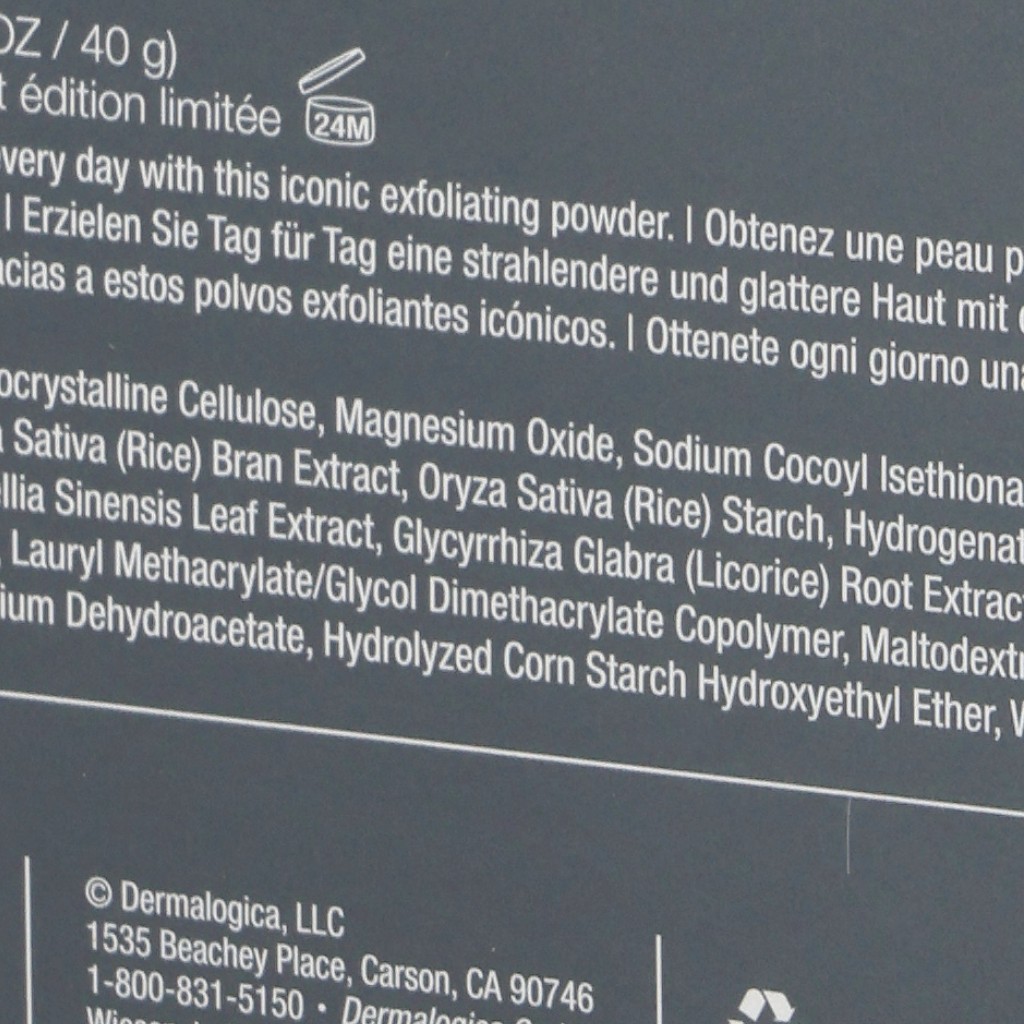 OZ / 40 g)
t édition limitée 24M
every day with this iconic exfoliating powder. | Obtenez une peau p
| Erzielen Sie Tag für Tag eine strahlendere und glattere Haut mit
acias a estos polvos exfoliantes icónicos. | Ottenete ogni giorno una
ocrystalline Cellulose, Magnesium Oxide, Sodium Cocoyl Isethiona
a Sativa (Rice) Bran Extract, Oryza Sativa (Rice) Starch, Hydrogenat
ellia Sinensis Leaf Extract, Glycyrrhiza Glabra (Licorice) Root Extrac
, Lauryl Methacrylate/Glycol Dimethacrylate Copolymer, Maltodextr
ium Dehydroacetate, Hydrolyzed Corn Starch Hydroxyethyl Ether,
© Dermalogica, LLC
1535 Beachey Place, Carson, CA 90746
1-800-831-5150 • Dermalogica